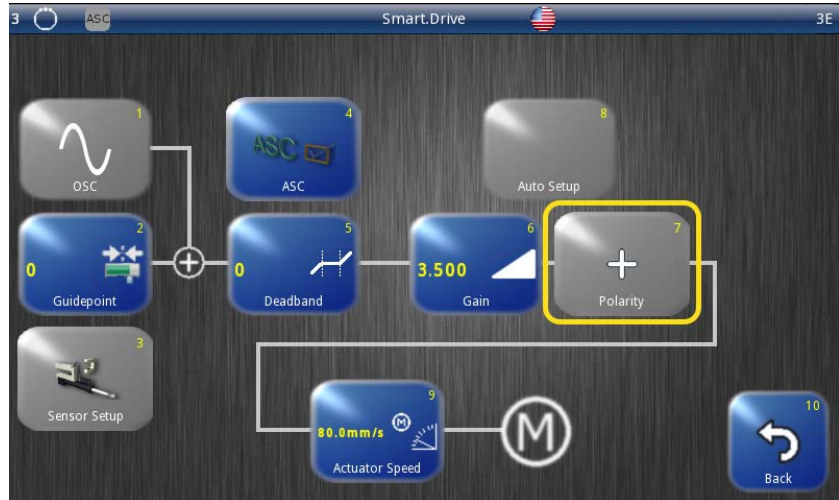 3 ASC Smart.Drive 3E
1
OSC
4
ASC
ASC
8
Auto Setup
2
0
Guidepoint
5
0
Deadband
6
3.500
Gain
7
Polarity
3
Sensor Setup
9
80.0mm/s M
Actuator Speed
M
10
Back